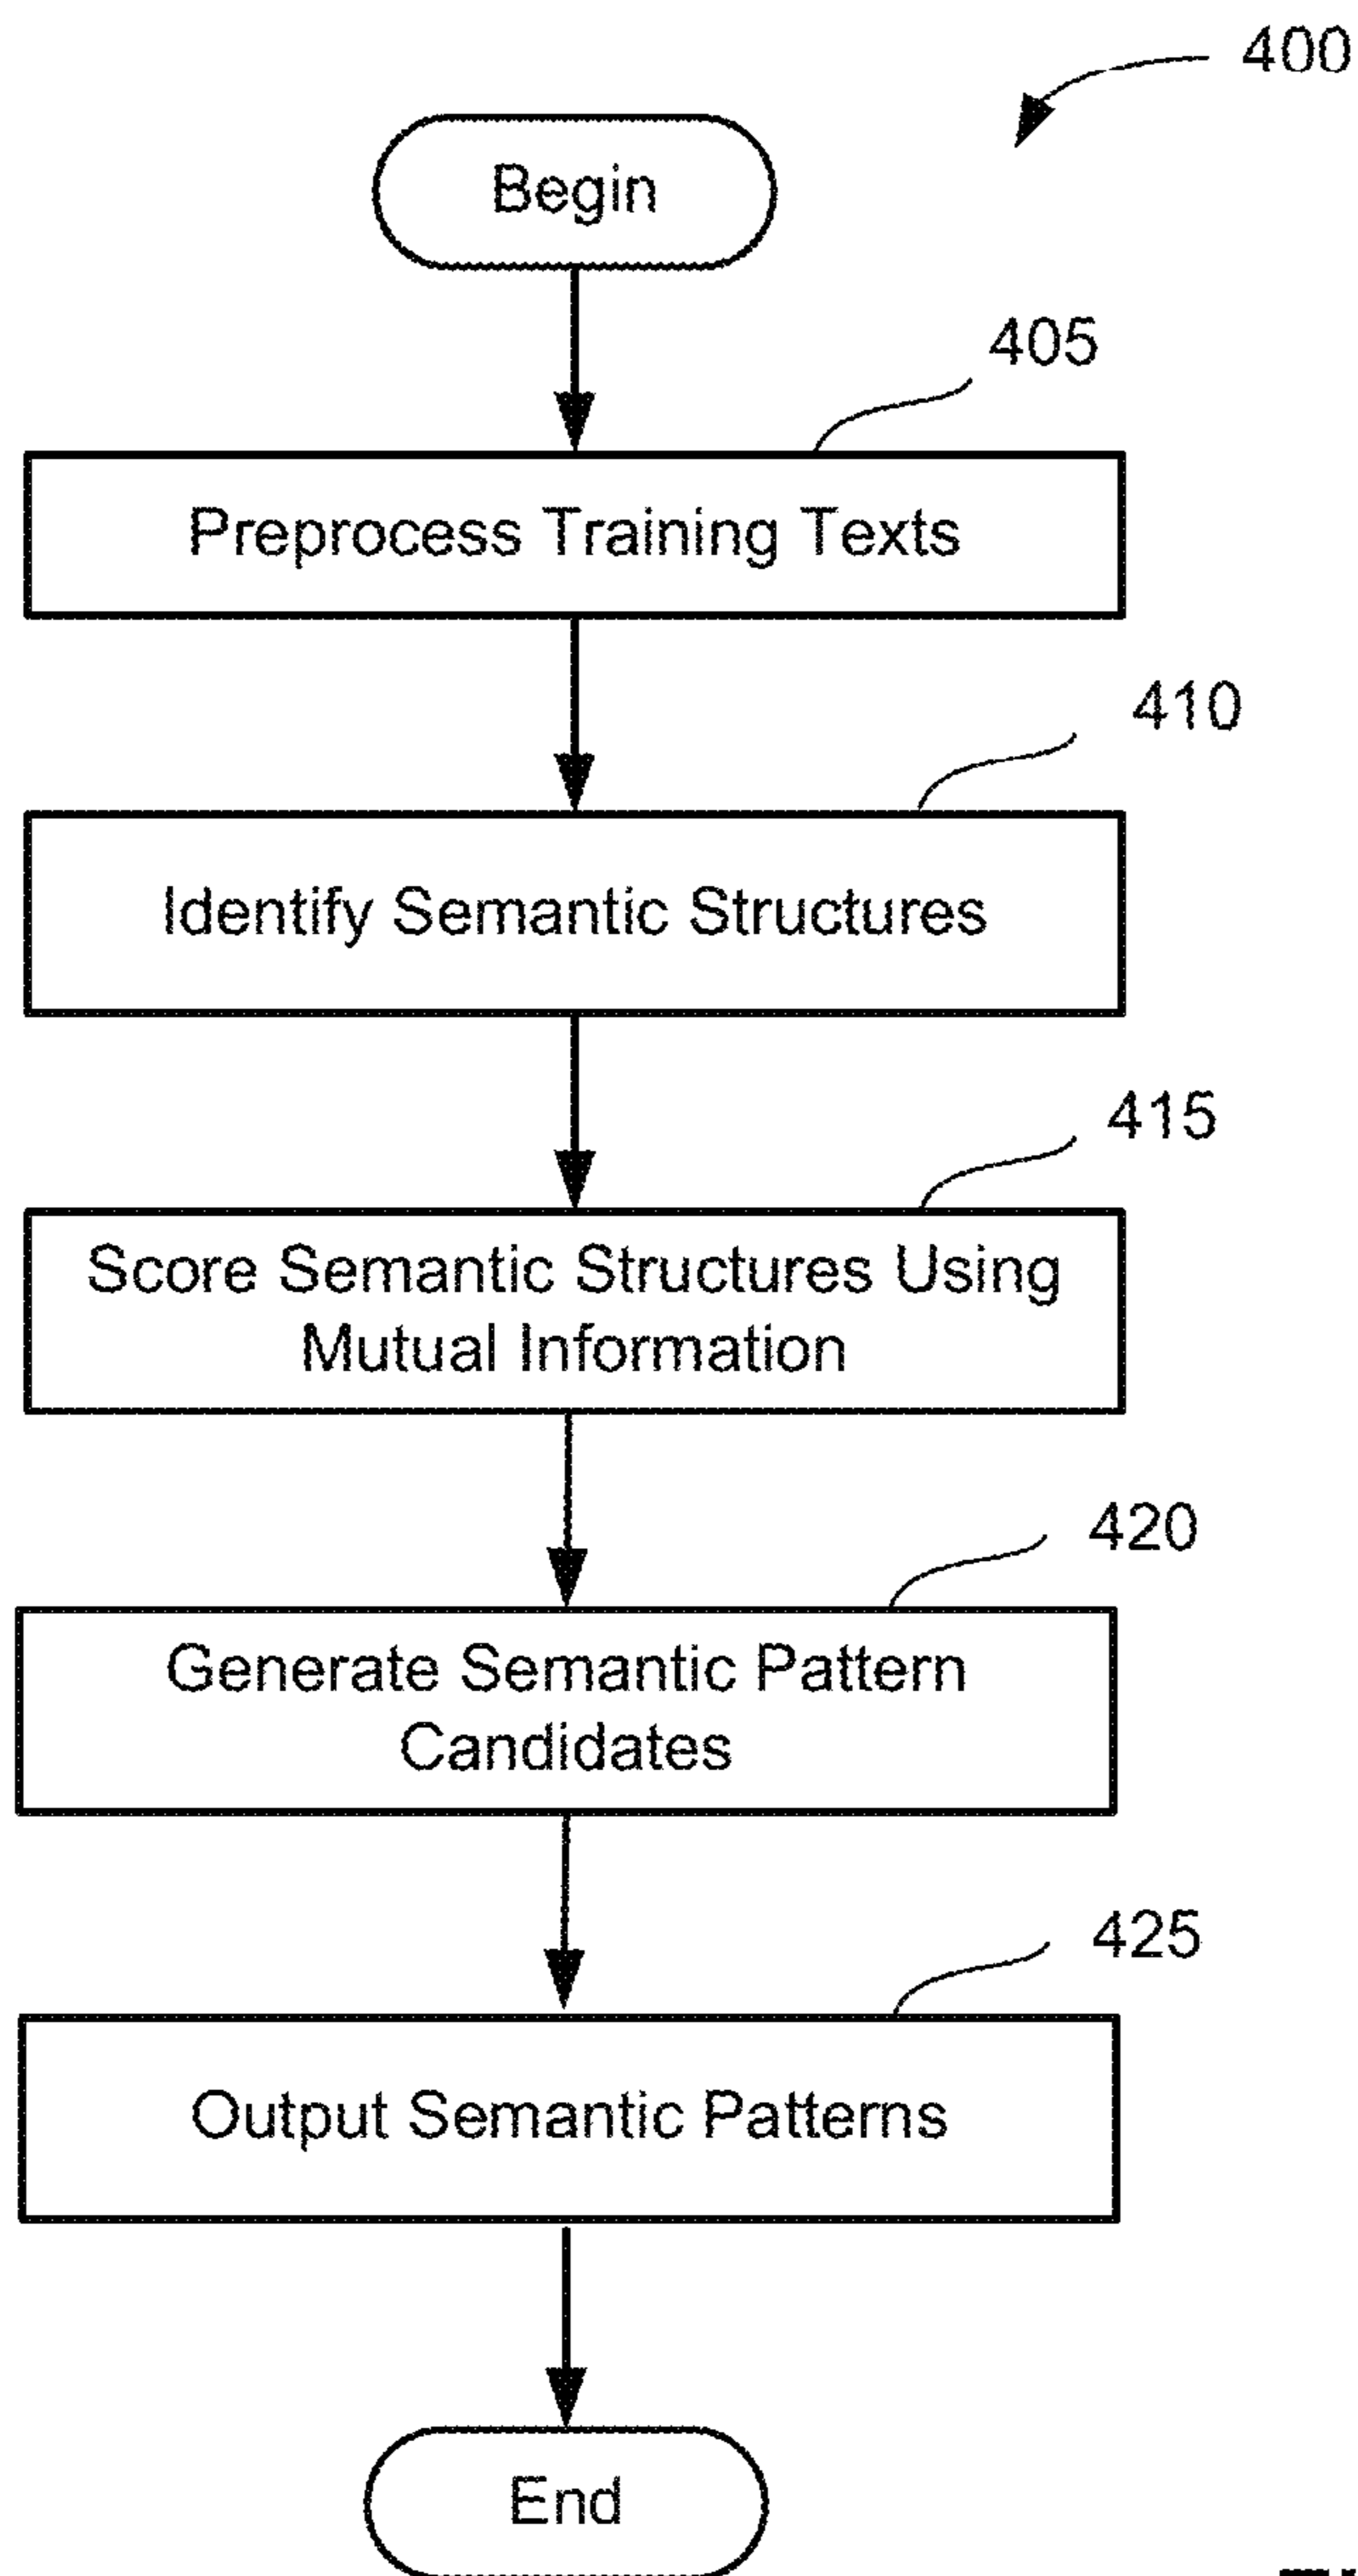 400
Begin
405
Preprocess Training Texts
410
Identify Semantic Structures
415
Score Semantic Structures Using
Mutual Information
420
Generate Semantic Pattern
Candidates
425
Output Semantic Patterns
End